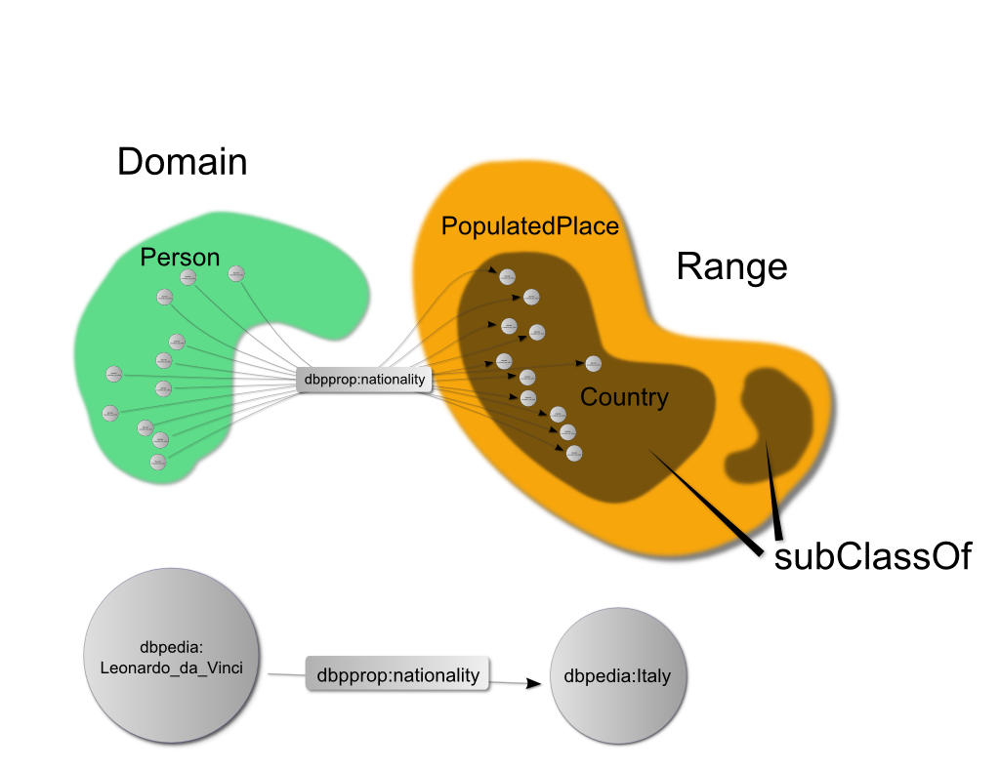 Domain
Person
PopulatedPlace
Range
dbpprop:nationality
Country
subClassOf
dbpedia:
Leonardo_da_Vinci
dbpprop:nationality
dbpedia:Italy